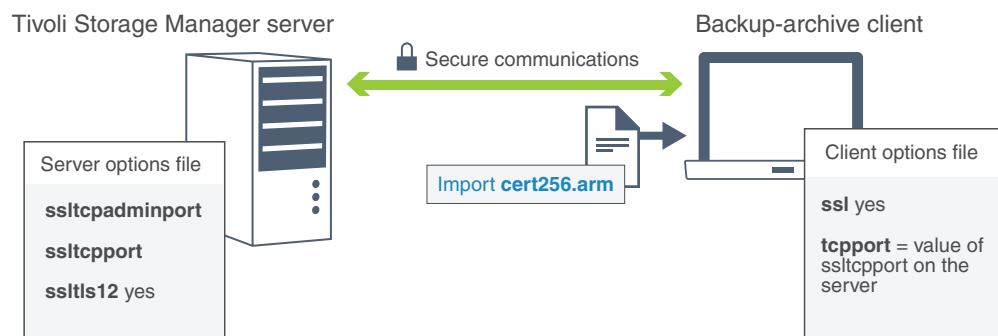 Tivoli Storage Manager server
Backup-archive client
Secure communications
Server options file
ssltcpadminport
ssltcpport
ssltls12 yes
Import cert256.arm
Client options file
ssl yes
tcpport = value of
ssltcpport on the
server